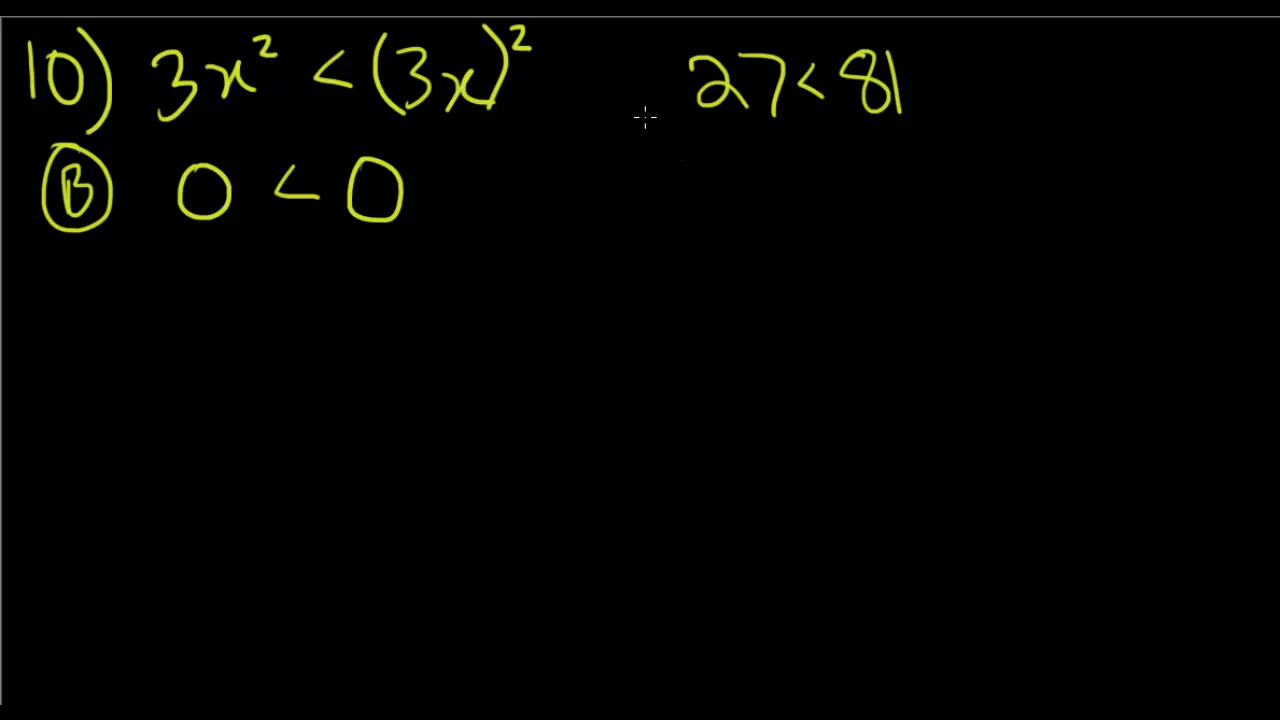 10) 3x² < (3x)² 27 < 81
B 0 < 0